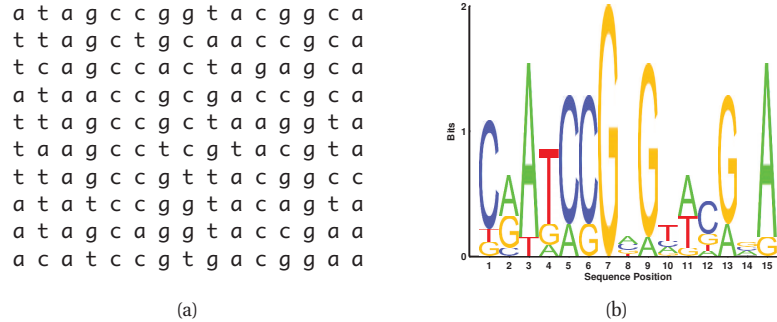 a t a g c c g g t a c g g c a
t t a g c t g c a a c c g c a
t c a g c c a c t a g a g c a
a t a a c c g c g a c c g c a
t t a g c c g c t a a g g t a
t a a g c c t c g t a c g t a
t t a g c c g t t a c g g c c
a t a t c c g g t a c a g t a
a t a g c a g g t a c c g a a
a c a t c c g t g a c g g a a
(a)
2
Bits
1
0
C A A T C C G A G T A C G A
T G T G A G A T G A G
G C A
1 2 3 4 5 6 7 8 9 10 11 12 13 14 15
Sequence Position
(b)